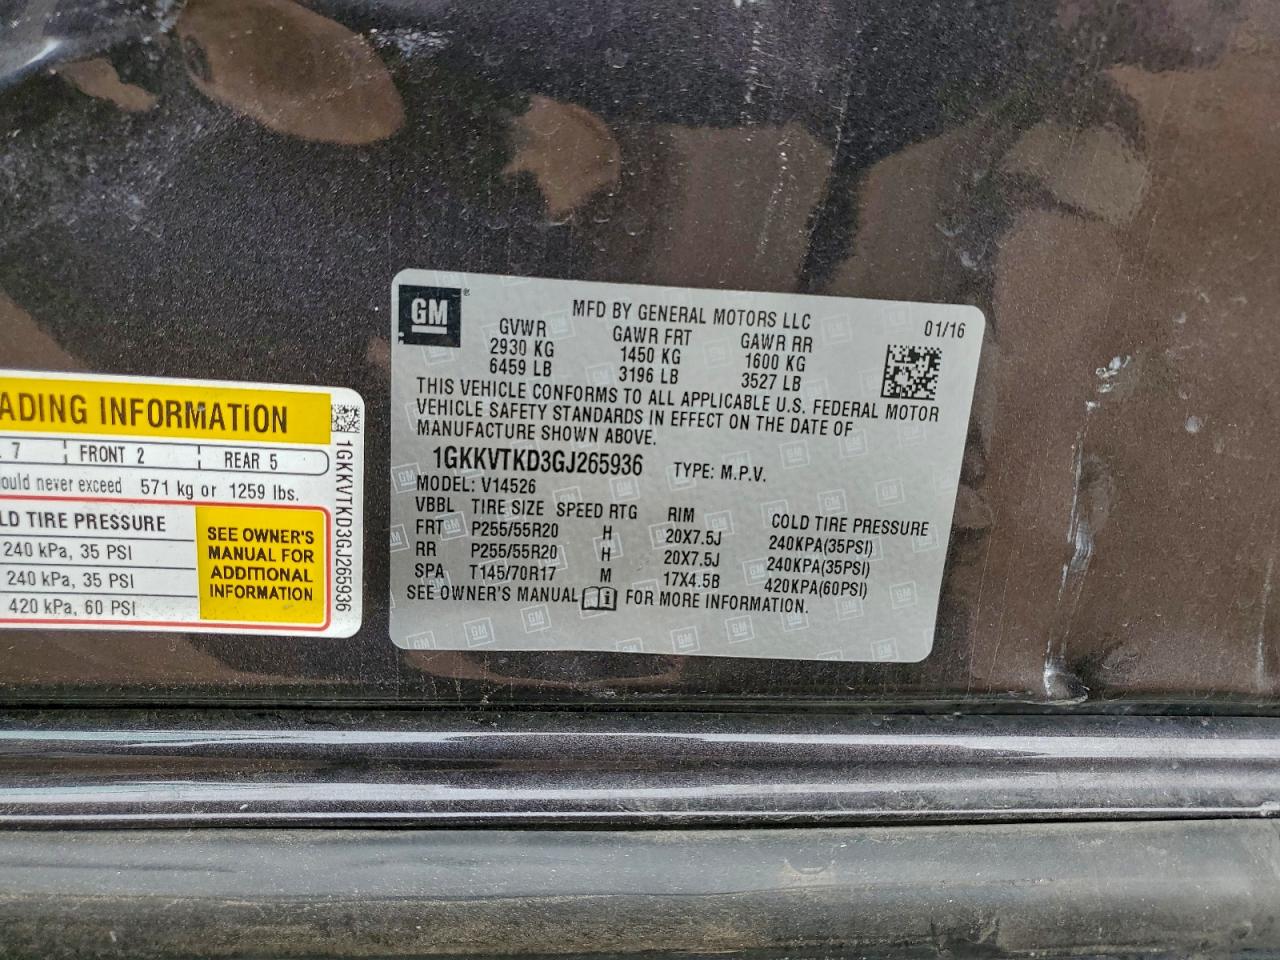 ADING INFORMATION
7 FRONT 2 REAR 5
ould never exceed 571 kg or 1259 lbs.
LD TIRE PRESSURE
240 kPa, 35 PSI
240 kPa, 35 PSI
420 kPa, 60 PSI
SEE OWNER'S
MANUAL FOR
ADDITIONAL
INFORMATION
1GKKVTKD3GJ265936
GM ®
MFD BY GENERAL MOTORS LLC
01/16
GVWR GAWR FRT GAWR RR
2930 KG 1450 KG 1600 KG
6459 LB 3196 LB 3527 LB
THIS VEHICLE CONFORMS TO ALL APPLICABLE U.S. FEDERAL MOTOR
VEHICLE SAFETY STANDARDS IN EFFECT ON THE DATE OF
MANUFACTURE SHOWN ABOVE.
1GKKVTKD3GJ265936 TYPE: M.P.V.
MODEL: V14526
VBBL TIRE SIZE SPEED RTG RIM COLD TIRE PRESSURE
FRT P255/55R20 H 20X7.5J 240KPA(35PSI)
RR P255/55R20 H 20X7.5J 240KPA(35PSI)
SPA T145/70R17 M 17X4.5B 420KPA(60PSI)
SEE OWNER'S MANUAL FOR MORE INFORMATION.